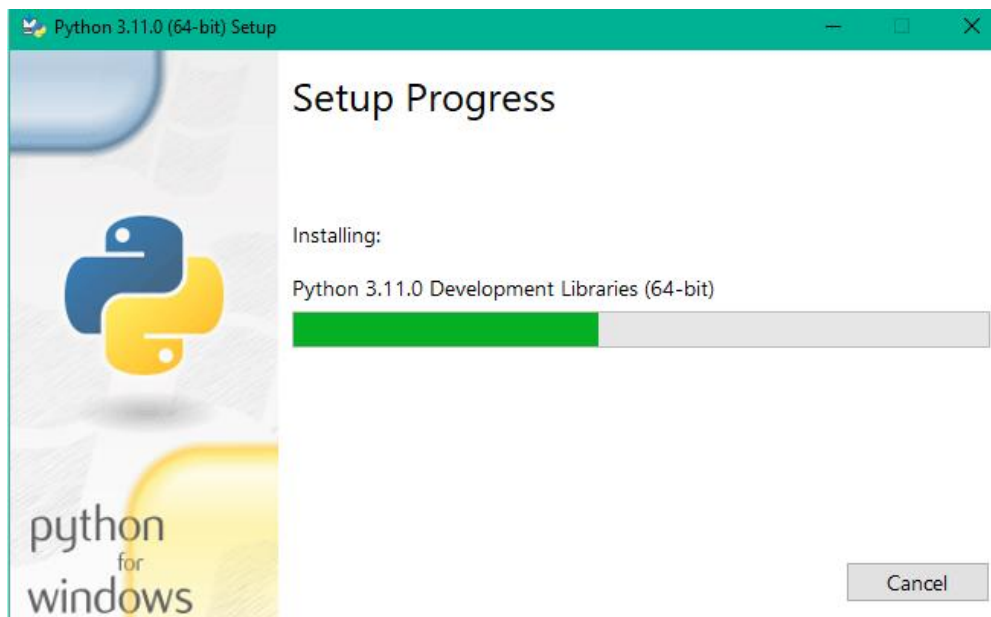 Python 3.11.0 (64-bit) Setup
Setup Progress
Installing:
Python 3.11.0 Development Libraries (64-bit)
python
for
windows
Cancel